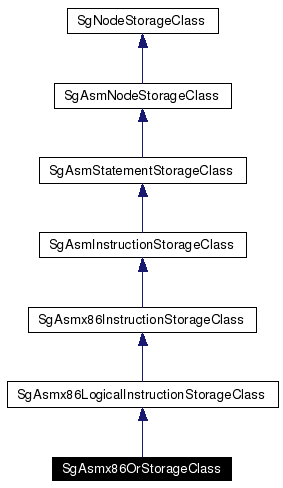 SgNodeStorageClass
SgAsmNodeStorageClass
SgAsmStatementStorageClass
SgAsmInstructionStorageClass
SgAsmx86InstructionStorageClass
SgAsmx86LogicalInstructionStorageClass
SgAsmx86OrStorageClass